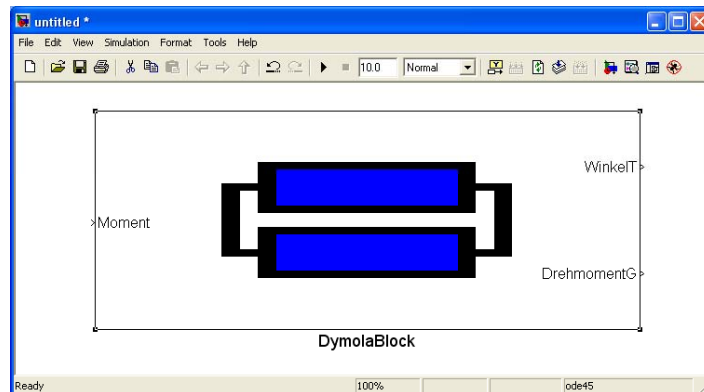 untitled *
File Edit View Simulation Format Tools Help
10.0 Normal
WinkelT
Moment
DrehmomentG
DymolaBlock
Ready 100% ode45